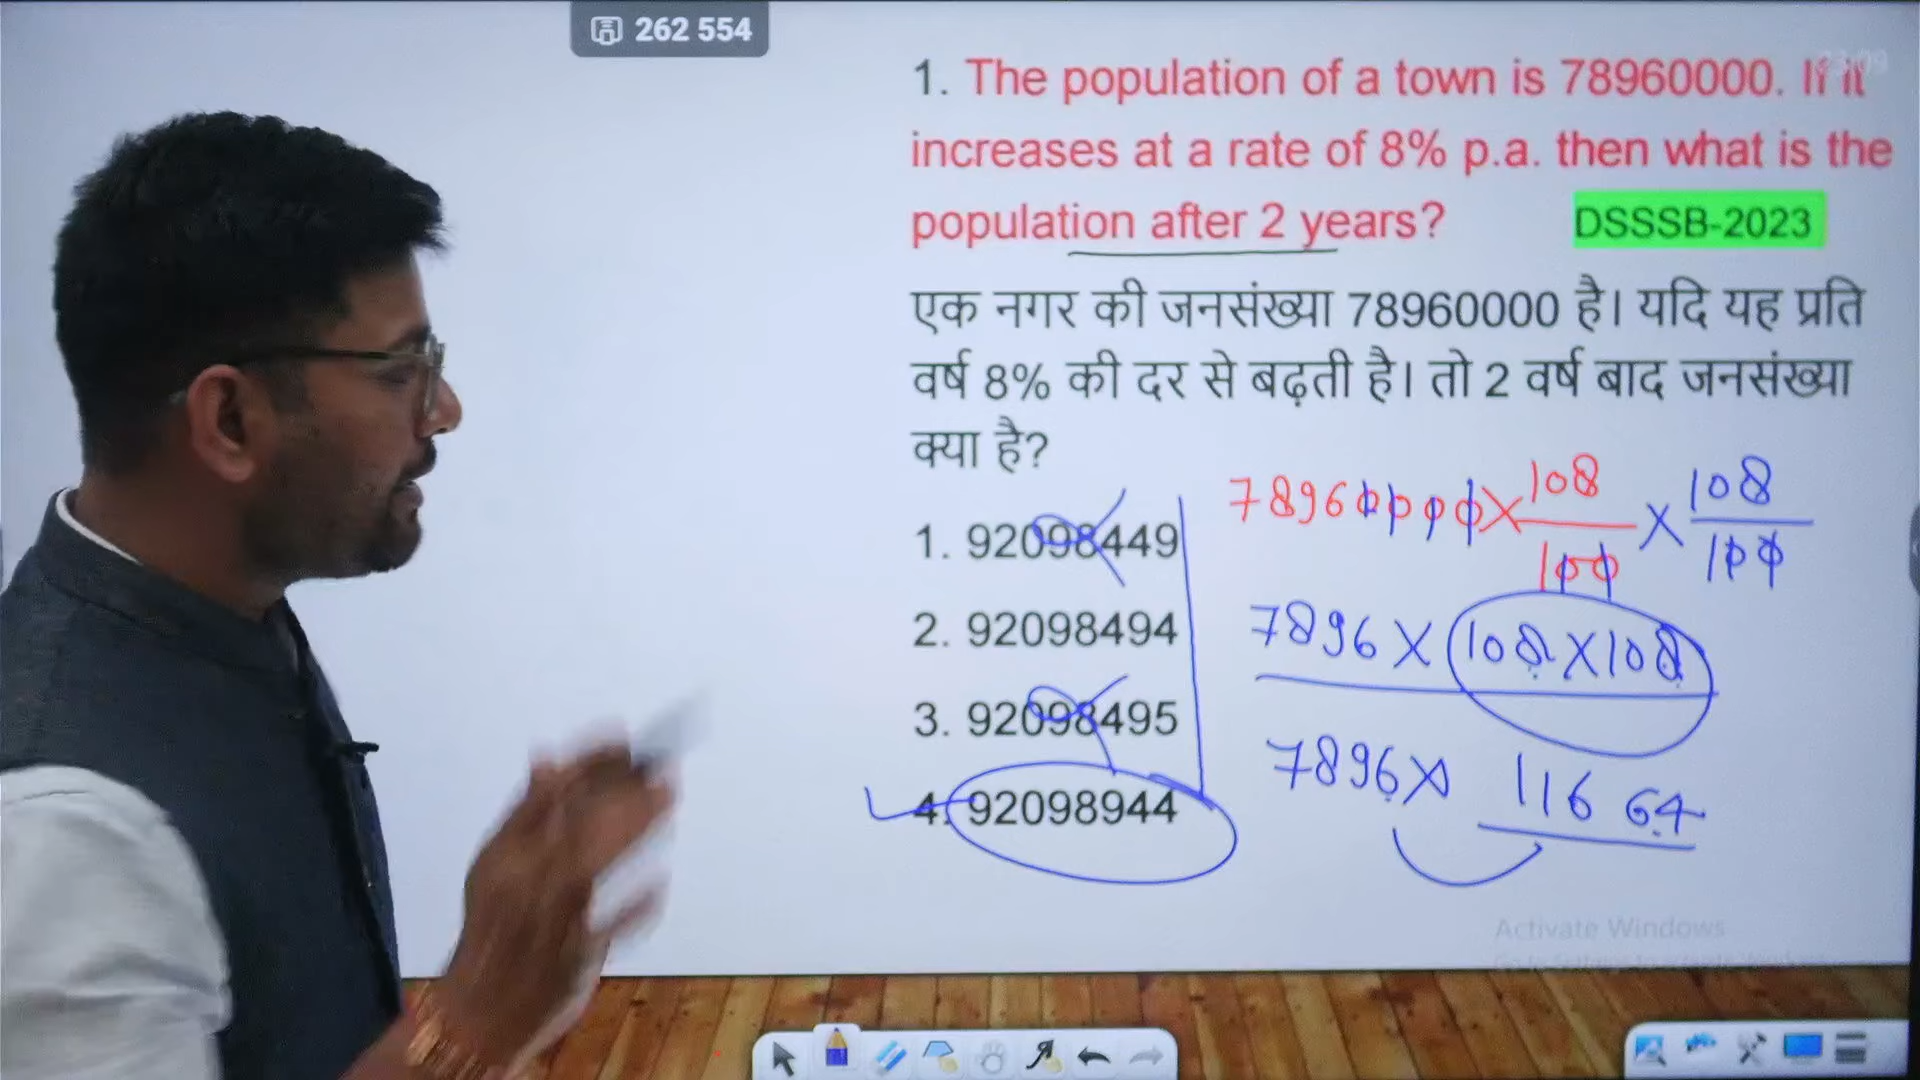 262 554
1. The population of a town is 78960000. If it
increases at a rate of 8% p.a. then what is the
population after 2 years?
DSSSB-2023
एक नगर की जनसंख्या 78960000 है। यदि यह प्रति
वर्ष 8% की दर से बढ़ती है। तो 2 वर्ष बाद जनसंख्या
क्या है?
1. 92098449
2. 92098494
3. 92098495
4. 92098944
78960000 × 108/100 × 108/100
7896 × 108 × 108
7896 × 11664
Activate Windows